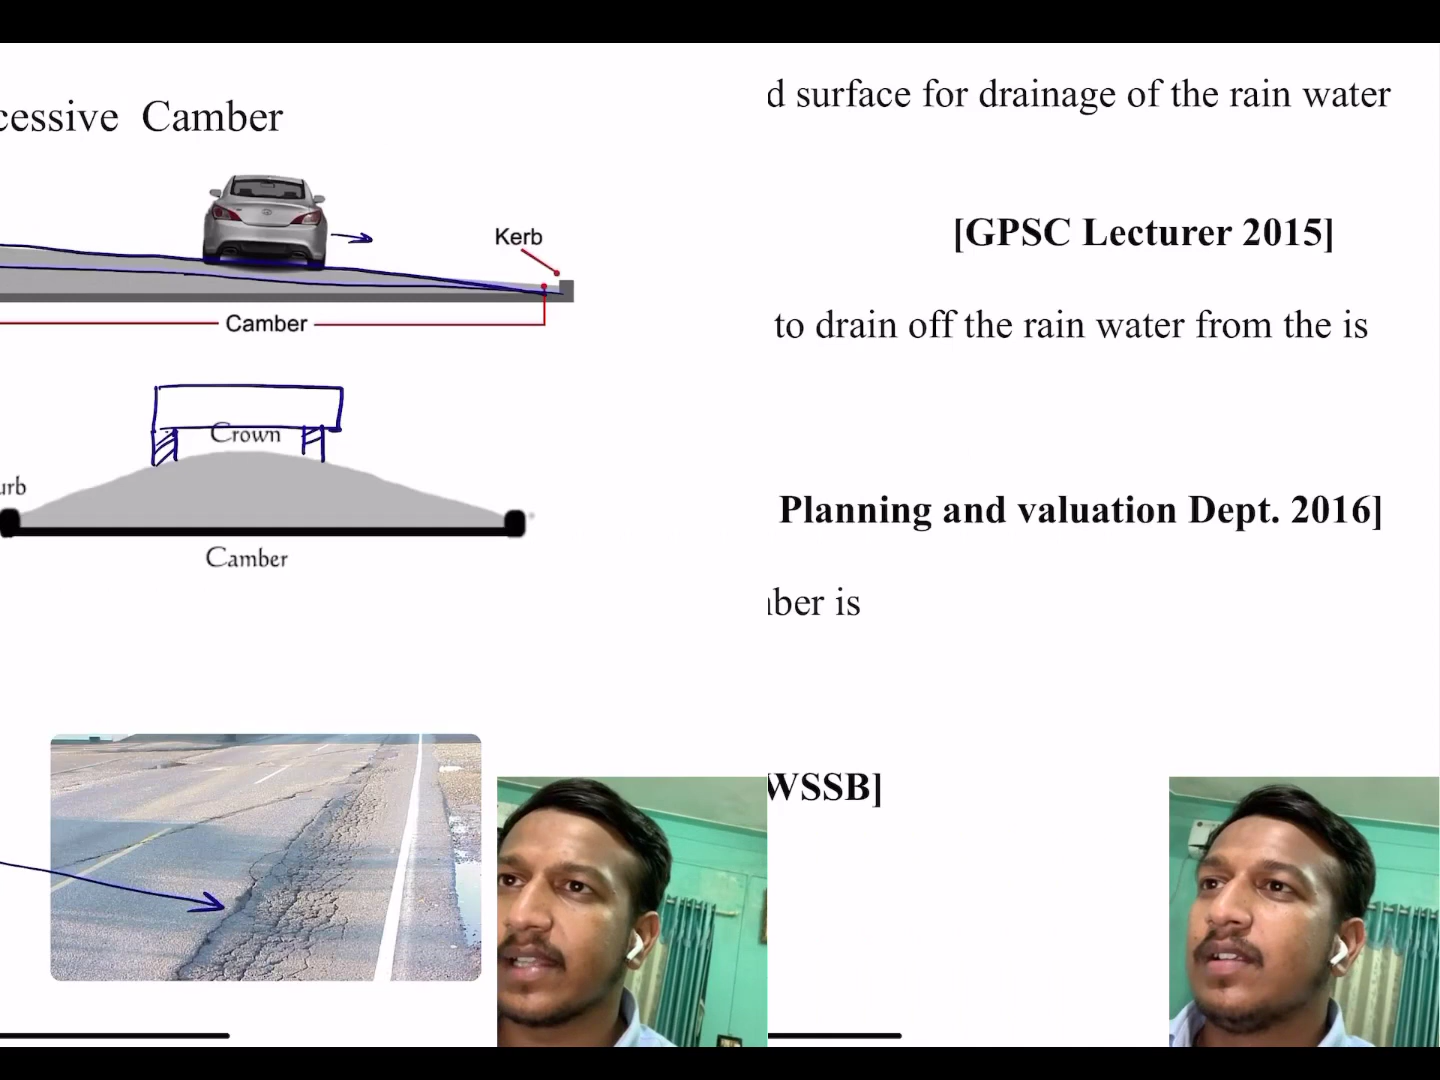 cessive Camber
Kerb
Camber
Crown
urb
Camber
d surface for drainage of the rain water
[GPSC Lecturer 2015]
to drain off the rain water from the is
Planning and valuation Dept. 2016]
ber is
WSSB]